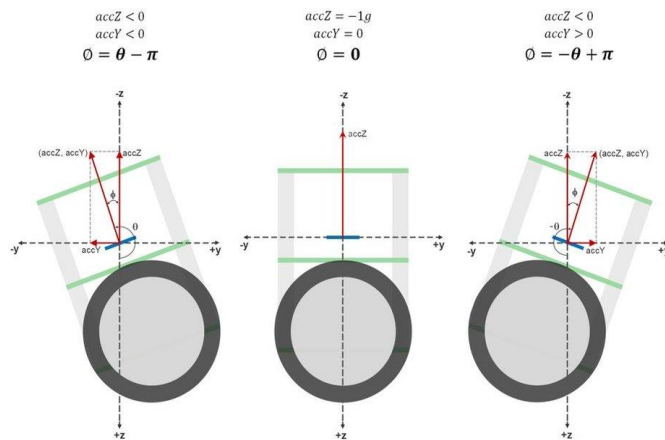 accZ < 0
accY < 0
∅ = θ − π
accZ = −1g
accY = 0
∅ = 0
accZ < 0
accY > 0
∅ = −θ + π
-z
(accZ, accY)
accZ
ϕ
θ
-y
+y
accY
+z
-z
accZ
-y
+y
+z
-z
accZ
(accZ, accY)
ϕ
-θ
-y
+y
accY
+z